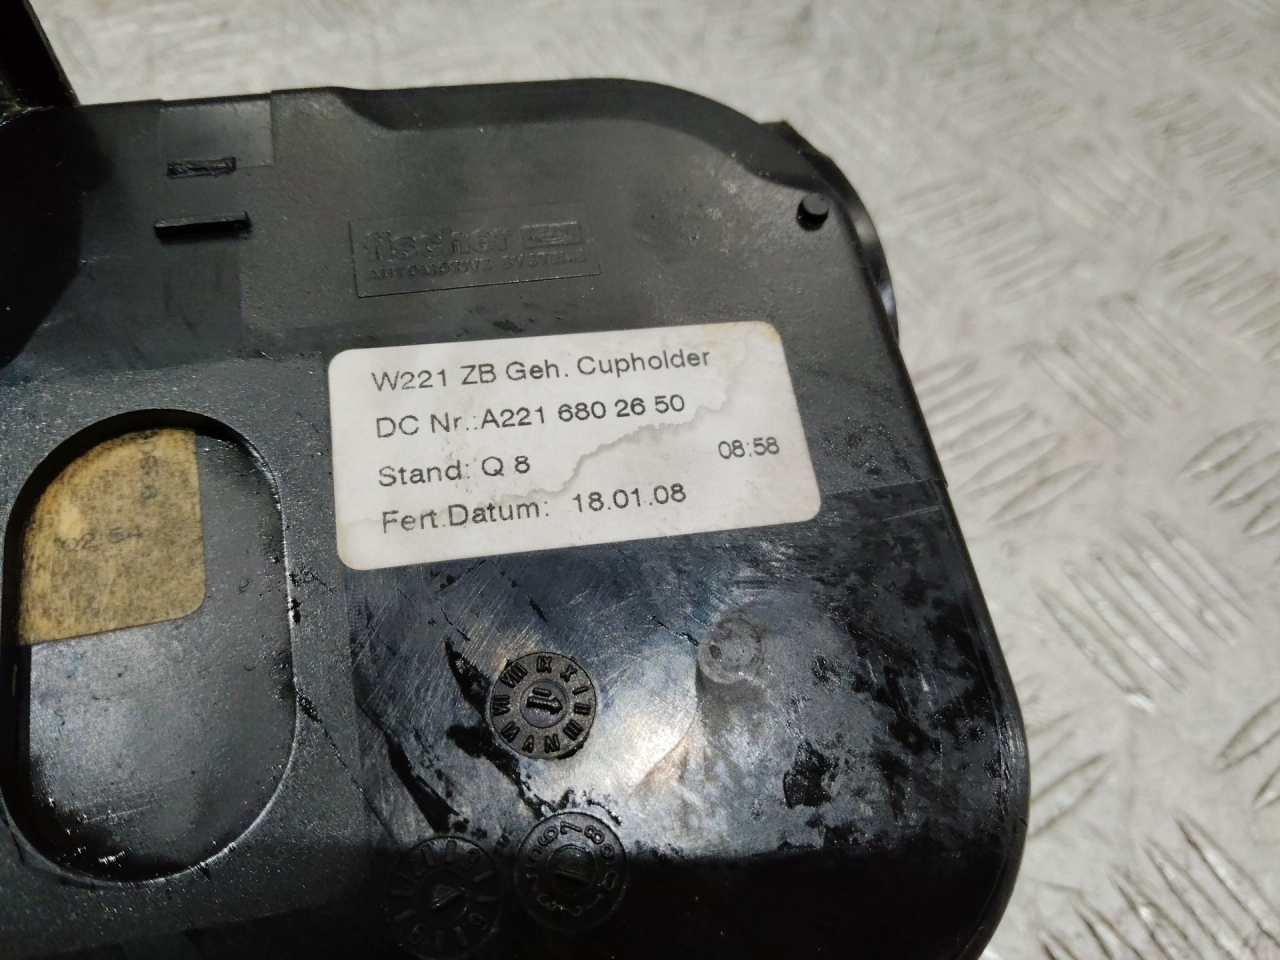 fischer
AUTOMOTIVE SYSTEMS
W221 ZB Geh. Cupholder
DC Nr.:A221 680 26 50
Stand: Q 8
08:58
Fert.Datum: 18.01.08